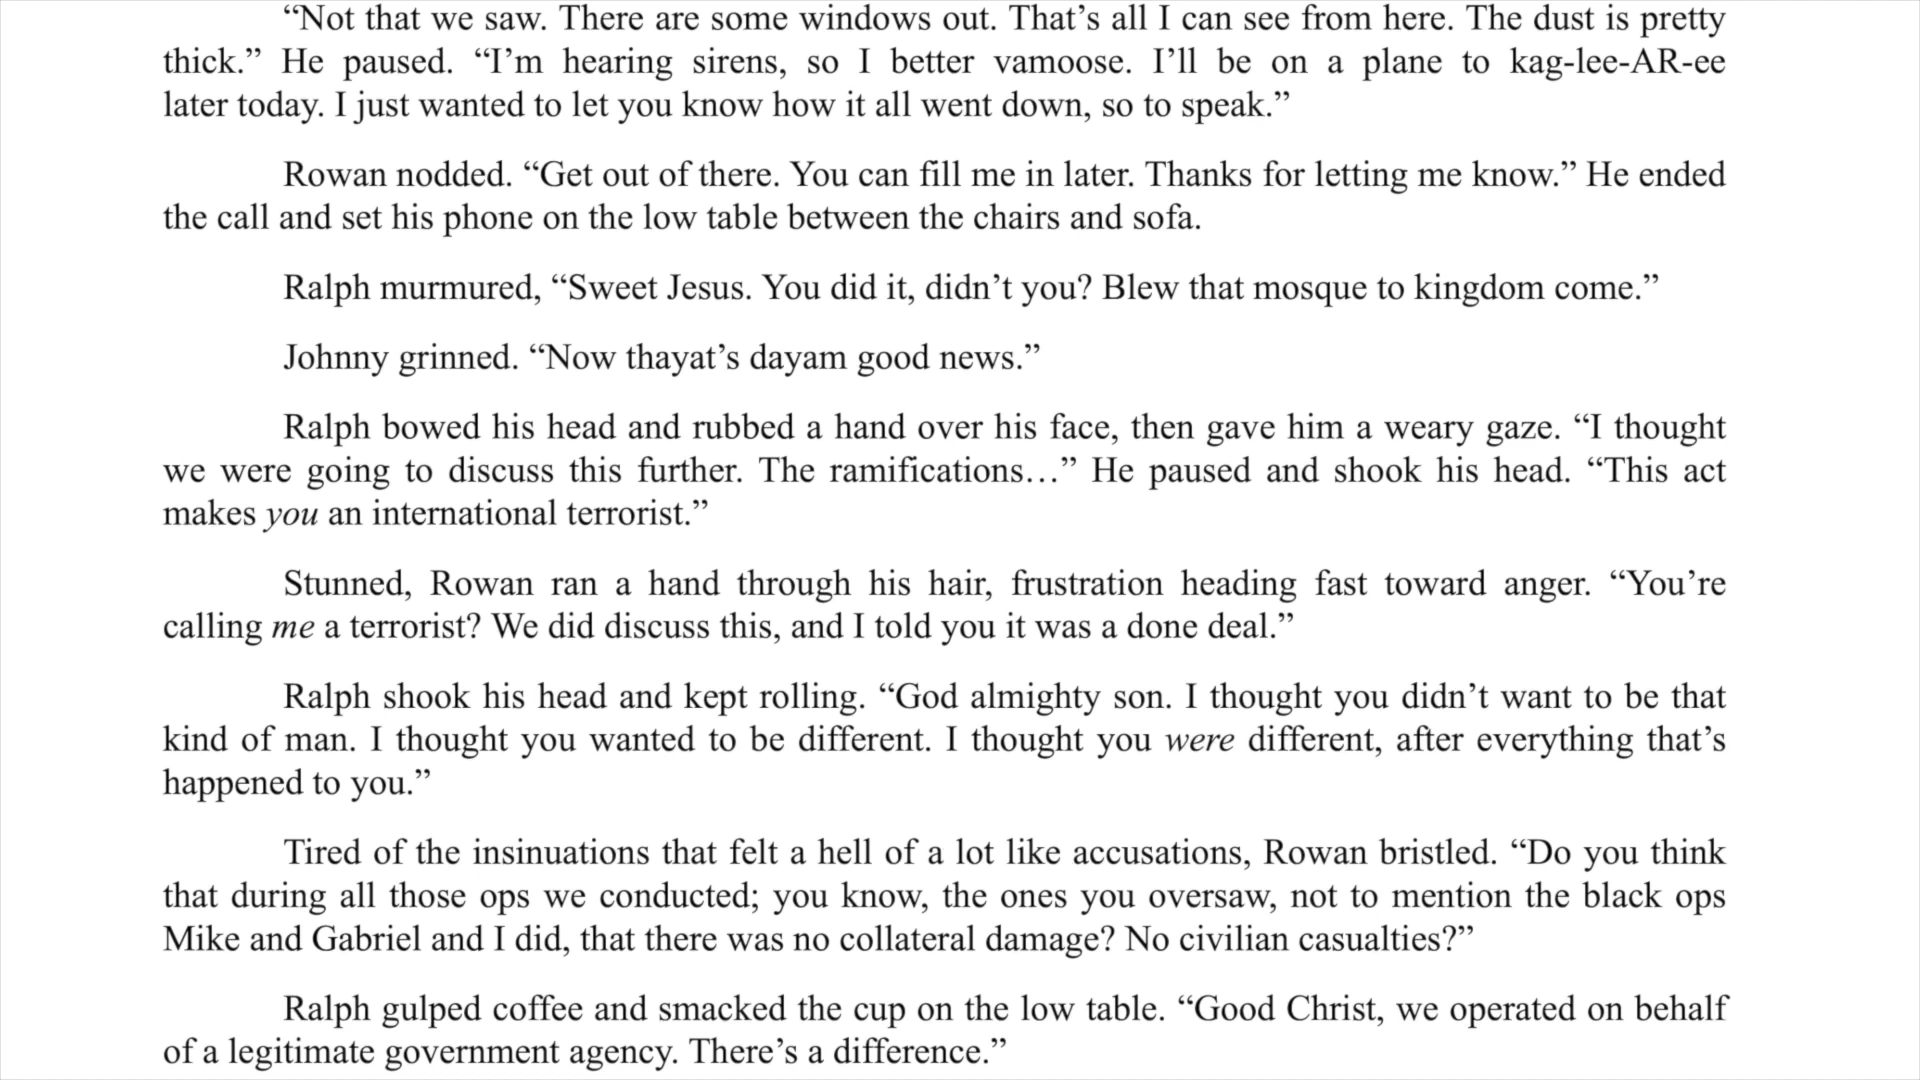 “Not that we saw. There are some windows out. That’s all I can see from here. The dust is pretty
thick.” He paused. “I’m hearing sirens, so I better vamoose. I’ll be on a plane to kag-lee-AR-ee
later today. I just wanted to let you know how it all went down, so to speak.”
Rowan nodded. “Get out of there. You can fill me in later. Thanks for letting me know.” He ended
the call and set his phone on the low table between the chairs and sofa.
Ralph murmured, “Sweet Jesus. You did it, didn’t you? Blew that mosque to kingdom come.”
Johnny grinned. “Now thayat’s dayam good news.”
Ralph bowed his head and rubbed a hand over his face, then gave him a weary gaze. “I thought
we were going to discuss this further. The ramifications…” He paused and shook his head. “This act
makes you an international terrorist.”
Stunned, Rowan ran a hand through his hair, frustration heading fast toward anger. “You’re
calling me a terrorist? We did discuss this, and I told you it was a done deal.”
Ralph shook his head and kept rolling. “God almighty son. I thought you didn’t want to be that
kind of man. I thought you wanted to be different. I thought you were different, after everything that’s
happened to you.”
Tired of the insinuations that felt a hell of a lot like accusations, Rowan bristled. “Do you think
that during all those ops we conducted; you know, the ones you oversaw, not to mention the black ops
Mike and Gabriel and I did, that there was no collateral damage? No civilian casualties?”
Ralph gulped coffee and smacked the cup on the low table. “Good Christ, we operated on behalf
of a legitimate government agency. There’s a difference.”